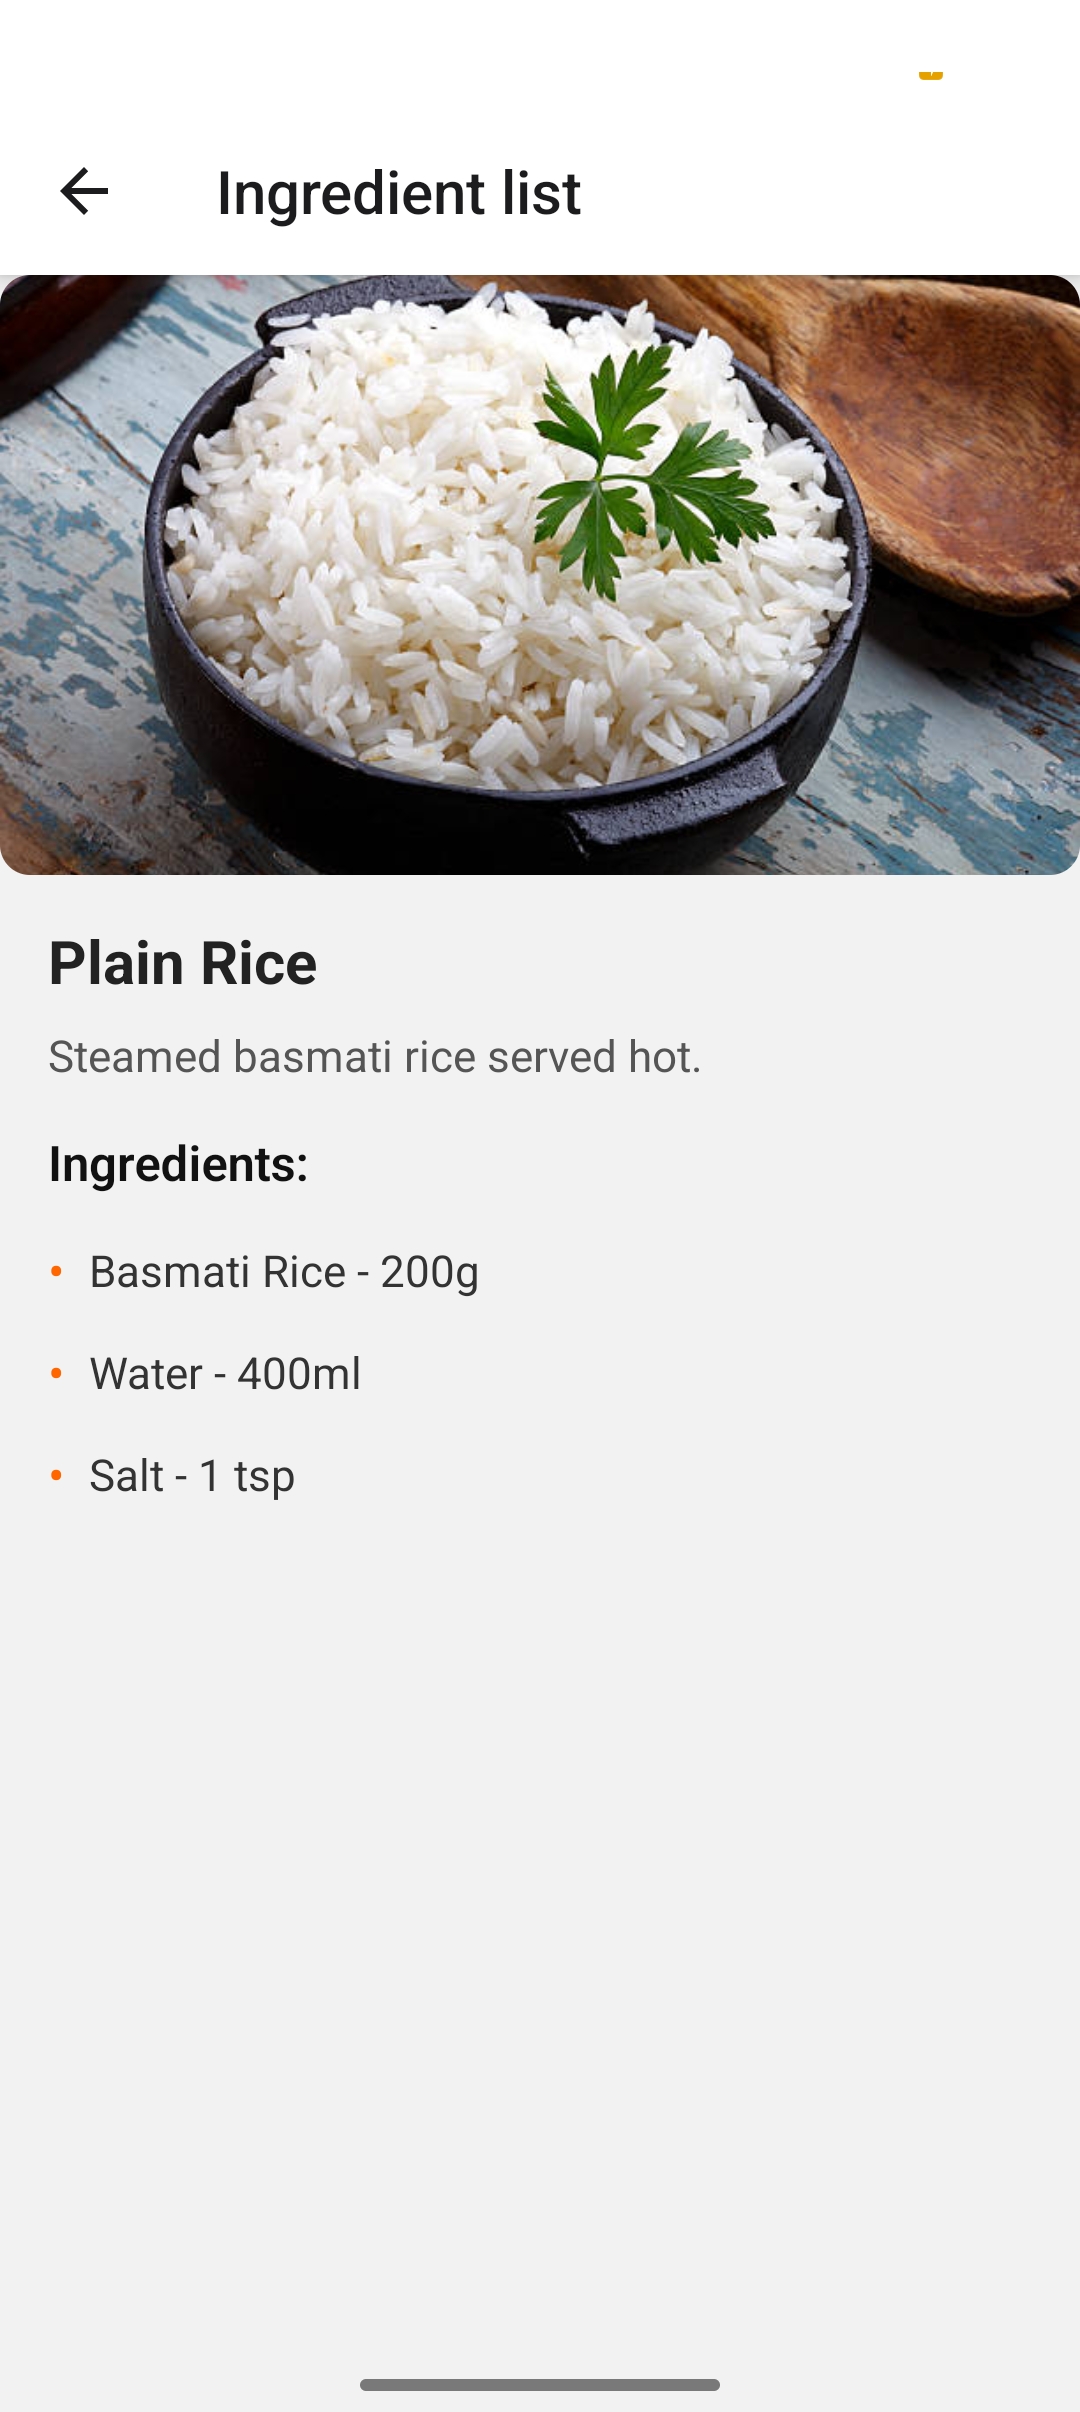 Ingredient list
Plain Rice
Steamed basmati rice served hot.
Ingredients:
• Basmati Rice - 200g
• Water - 400ml
• Salt - 1 tsp